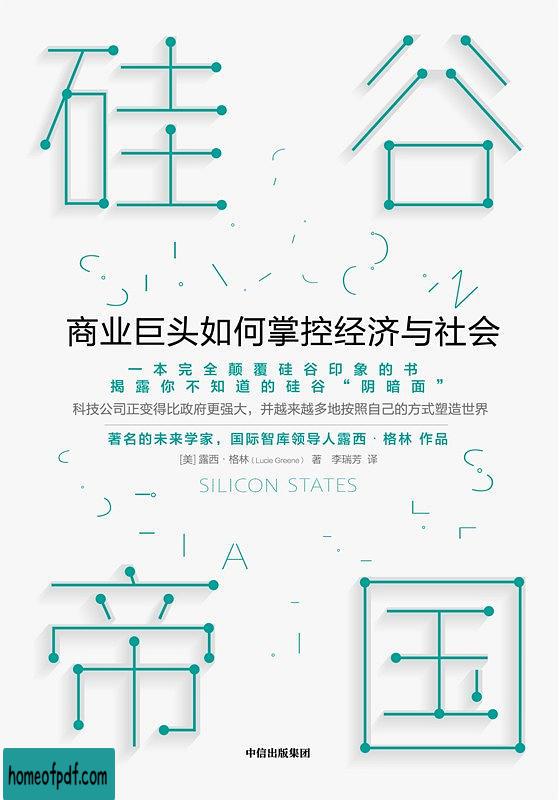 硅谷
商业巨头如何掌控经济与社会
一本完全颠覆硅谷印象的书
揭露你不知道的硅谷“阴暗面”
科技公司正变得比政府更强大，并越来越多地按照自己的方式塑造世界
著名的未来学家，国际智库领导人露西·格林 作品
[美] 露西·格林（Lucie Greene） 著 李瑞芳 译
SILICON STATES
帝国
中信出版集团
homeofpdf.com